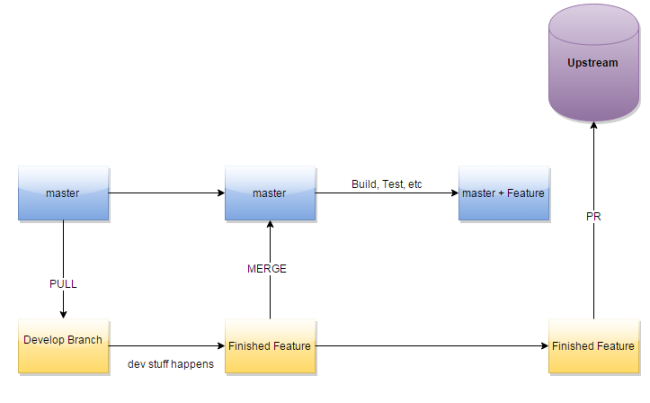 Upstream
master
master
Build, Test, etc
master + Feature
PR
MERGE
PULL
Develop Branch
dev stuff happens
Finished Feature
Finished Feature